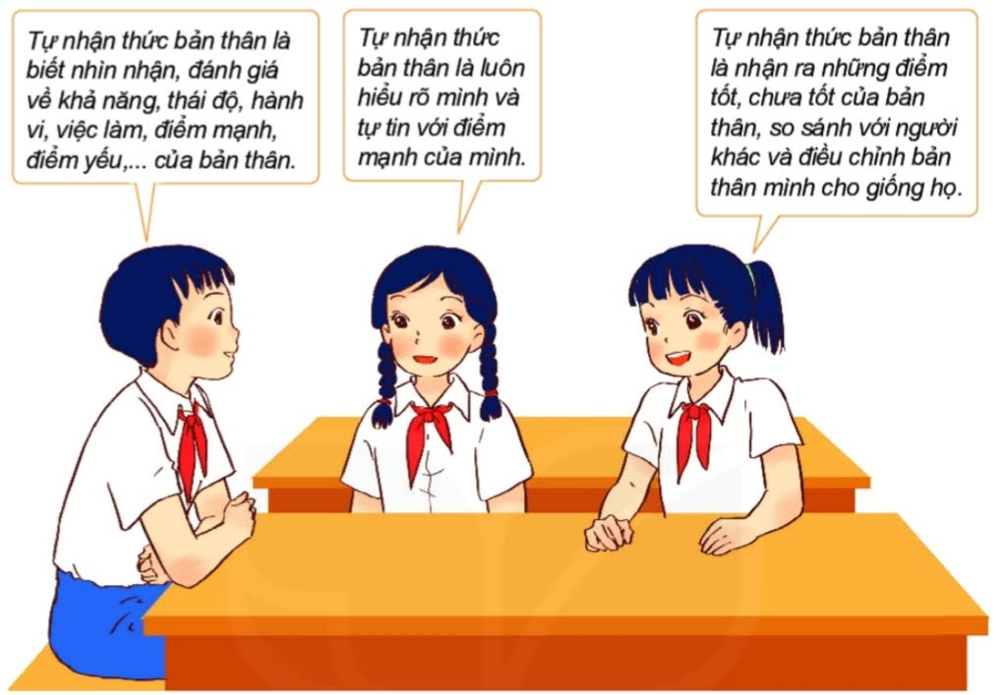 Tự nhận thức bản thân là
biết nhìn nhận, đánh giá
về khả năng, thái độ, hành
vi, việc làm, điểm mạnh,
điểm yếu,... của bản thân.
Tự nhận thức
bản thân là luôn
hiểu rõ mình và
tự tin với điểm
mạnh của mình.
Tự nhận thức bản thân
là nhận ra những điểm
tốt, chưa tốt của bản
thân, so sánh với người
khác và điều chỉnh bản
thân mình cho giống họ.